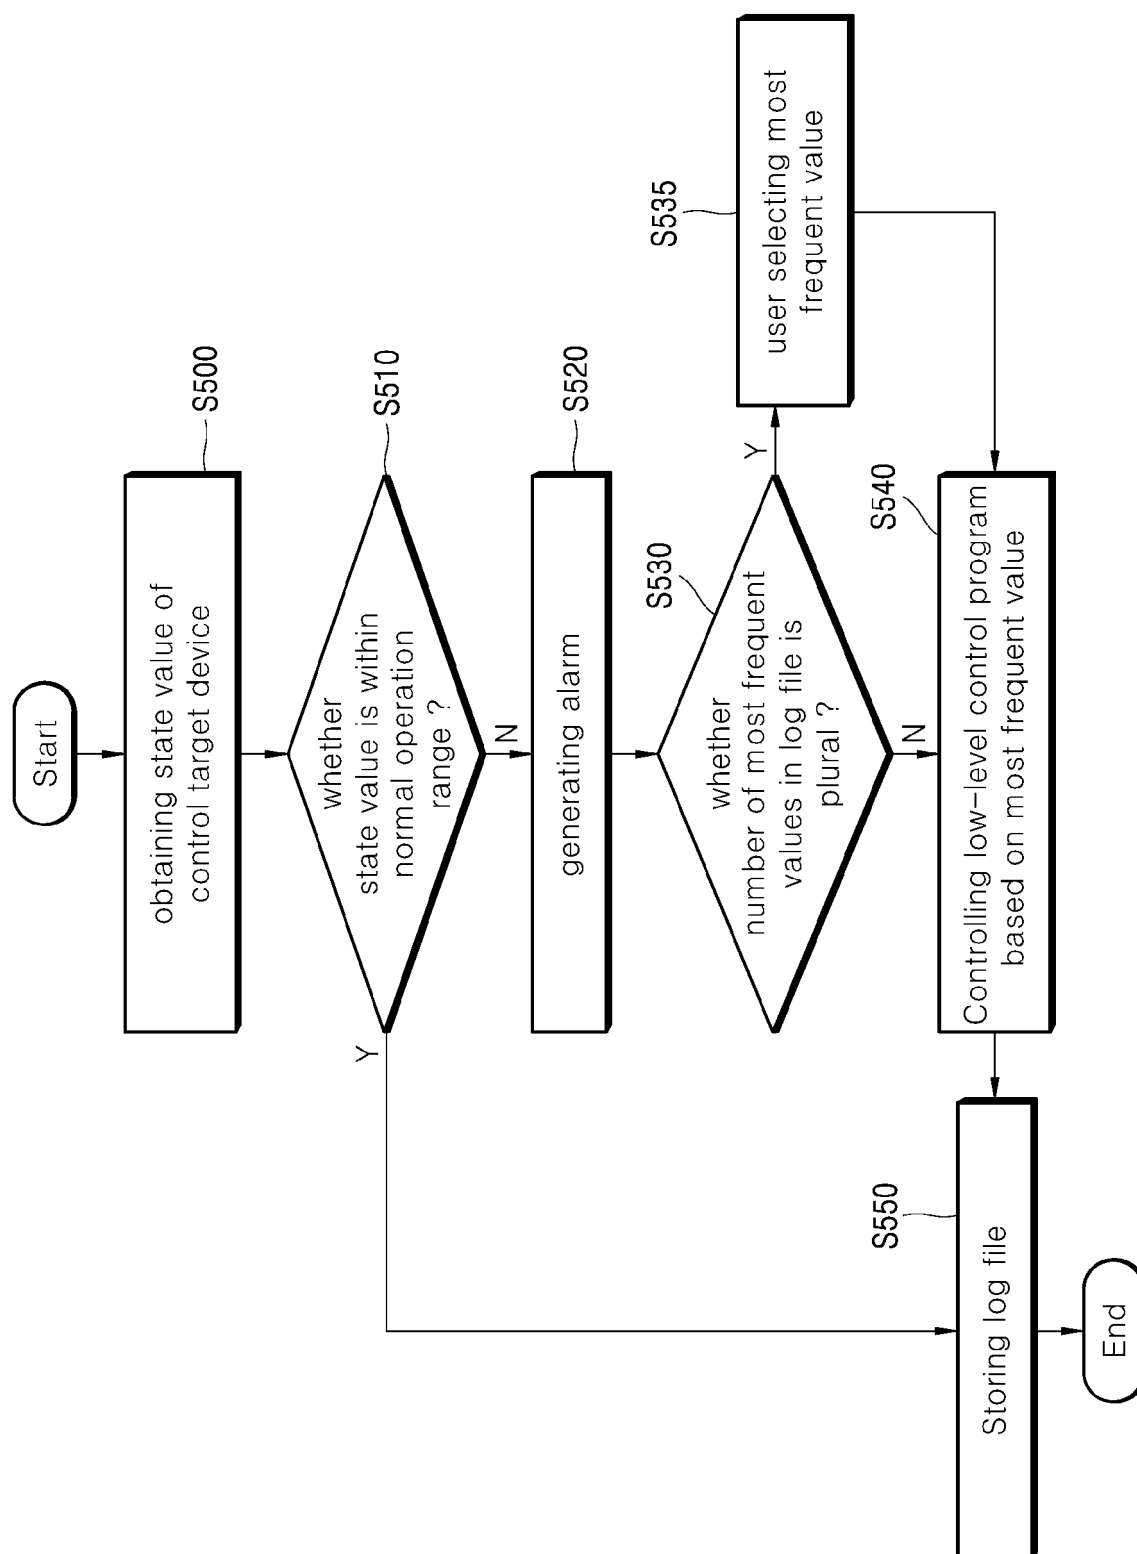 Start
obtaining state value of
control target device
S500
whether
state value is within
normal operation
range ?
S510
Y
N
generating alarm
S520
whether
number of most frequent
values in log file is
plural ?
S530
Y
N
user selecting most
frequent value
S535
Controlling low-level control program
based on most frequent value
S540
Storing log file
S550
End